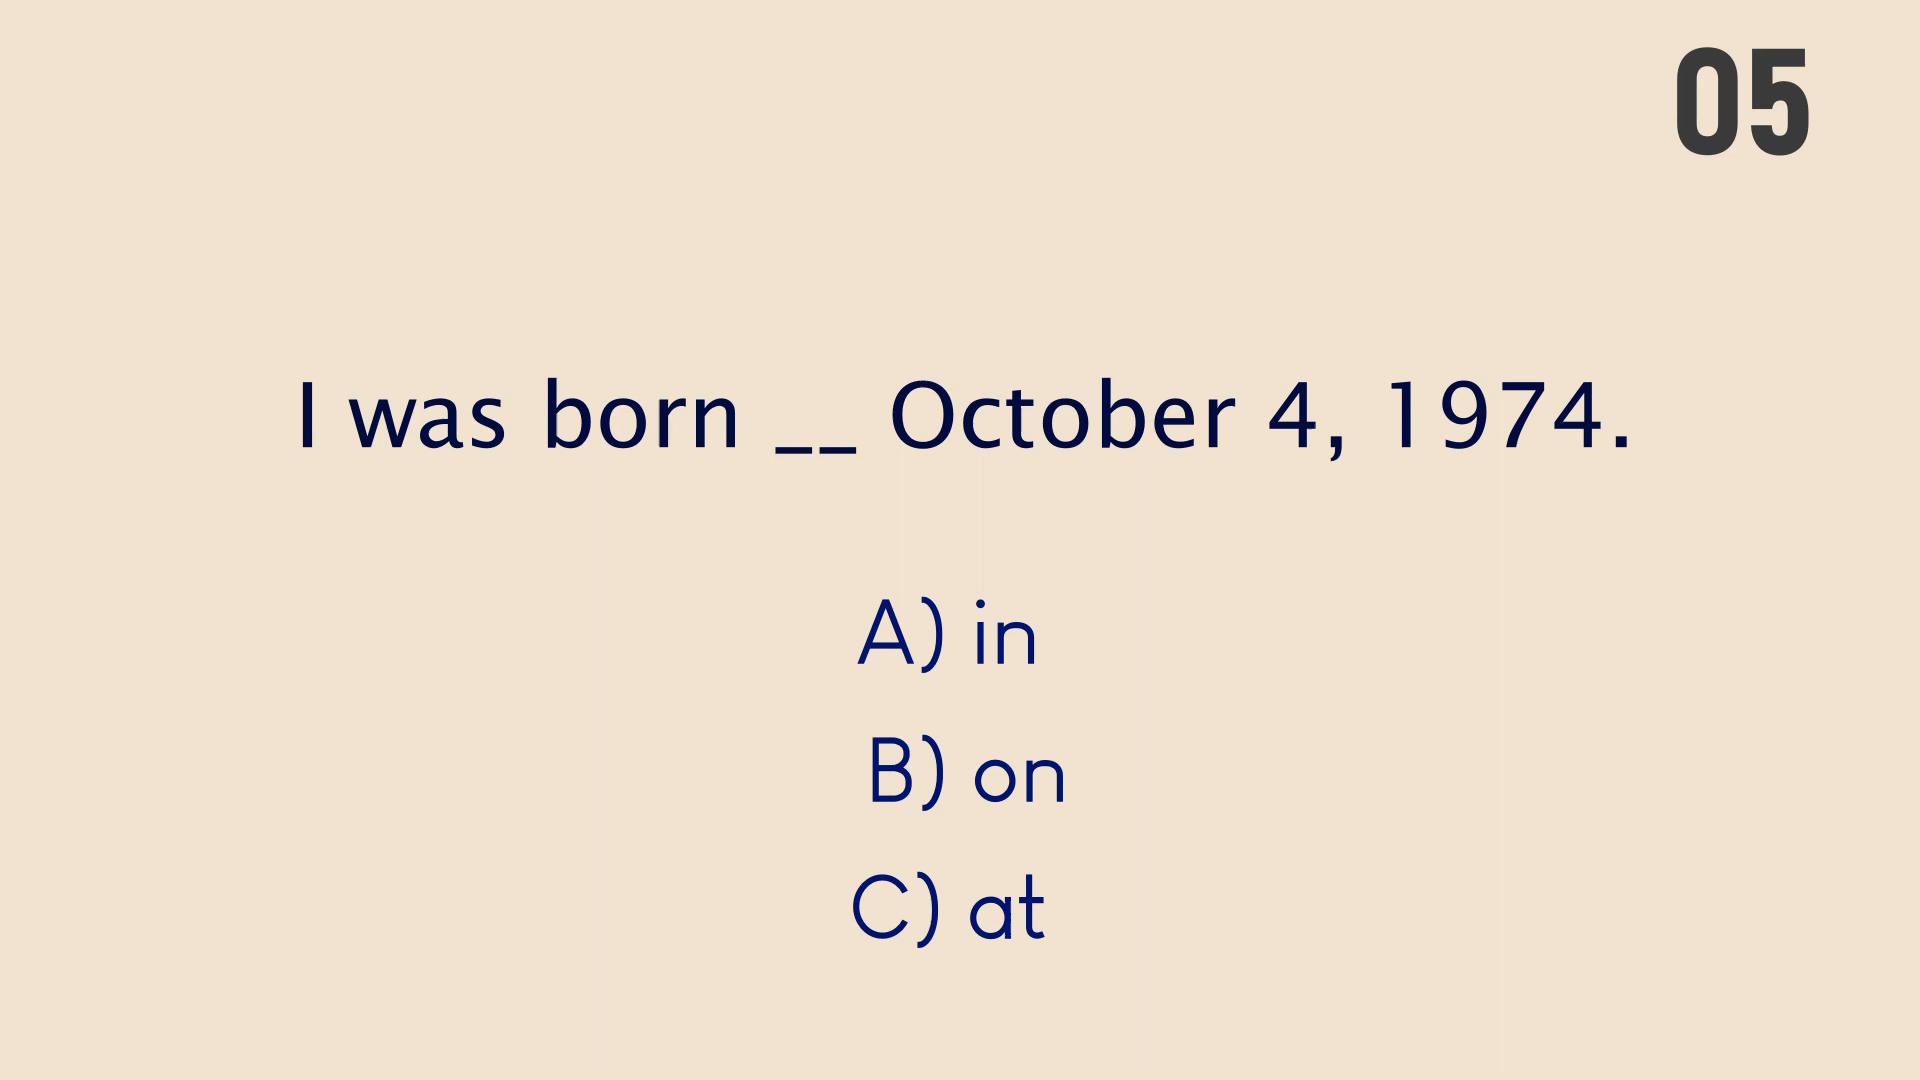 05
I was born __ October 4, 1974.
A) in
B) on
C) at